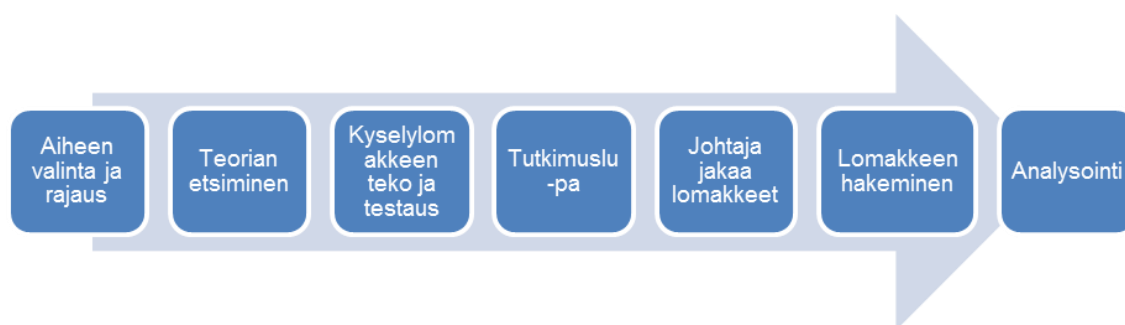 Aiheen
valinta ja
rajaus
Teorian
etsiminen
Kyselylom
akkeen
teko ja
testaus
Tutkimuslu
-pa
Johtaja
jakaa
lomakkeet
Lomakkeen
hakeminen
Analysointi